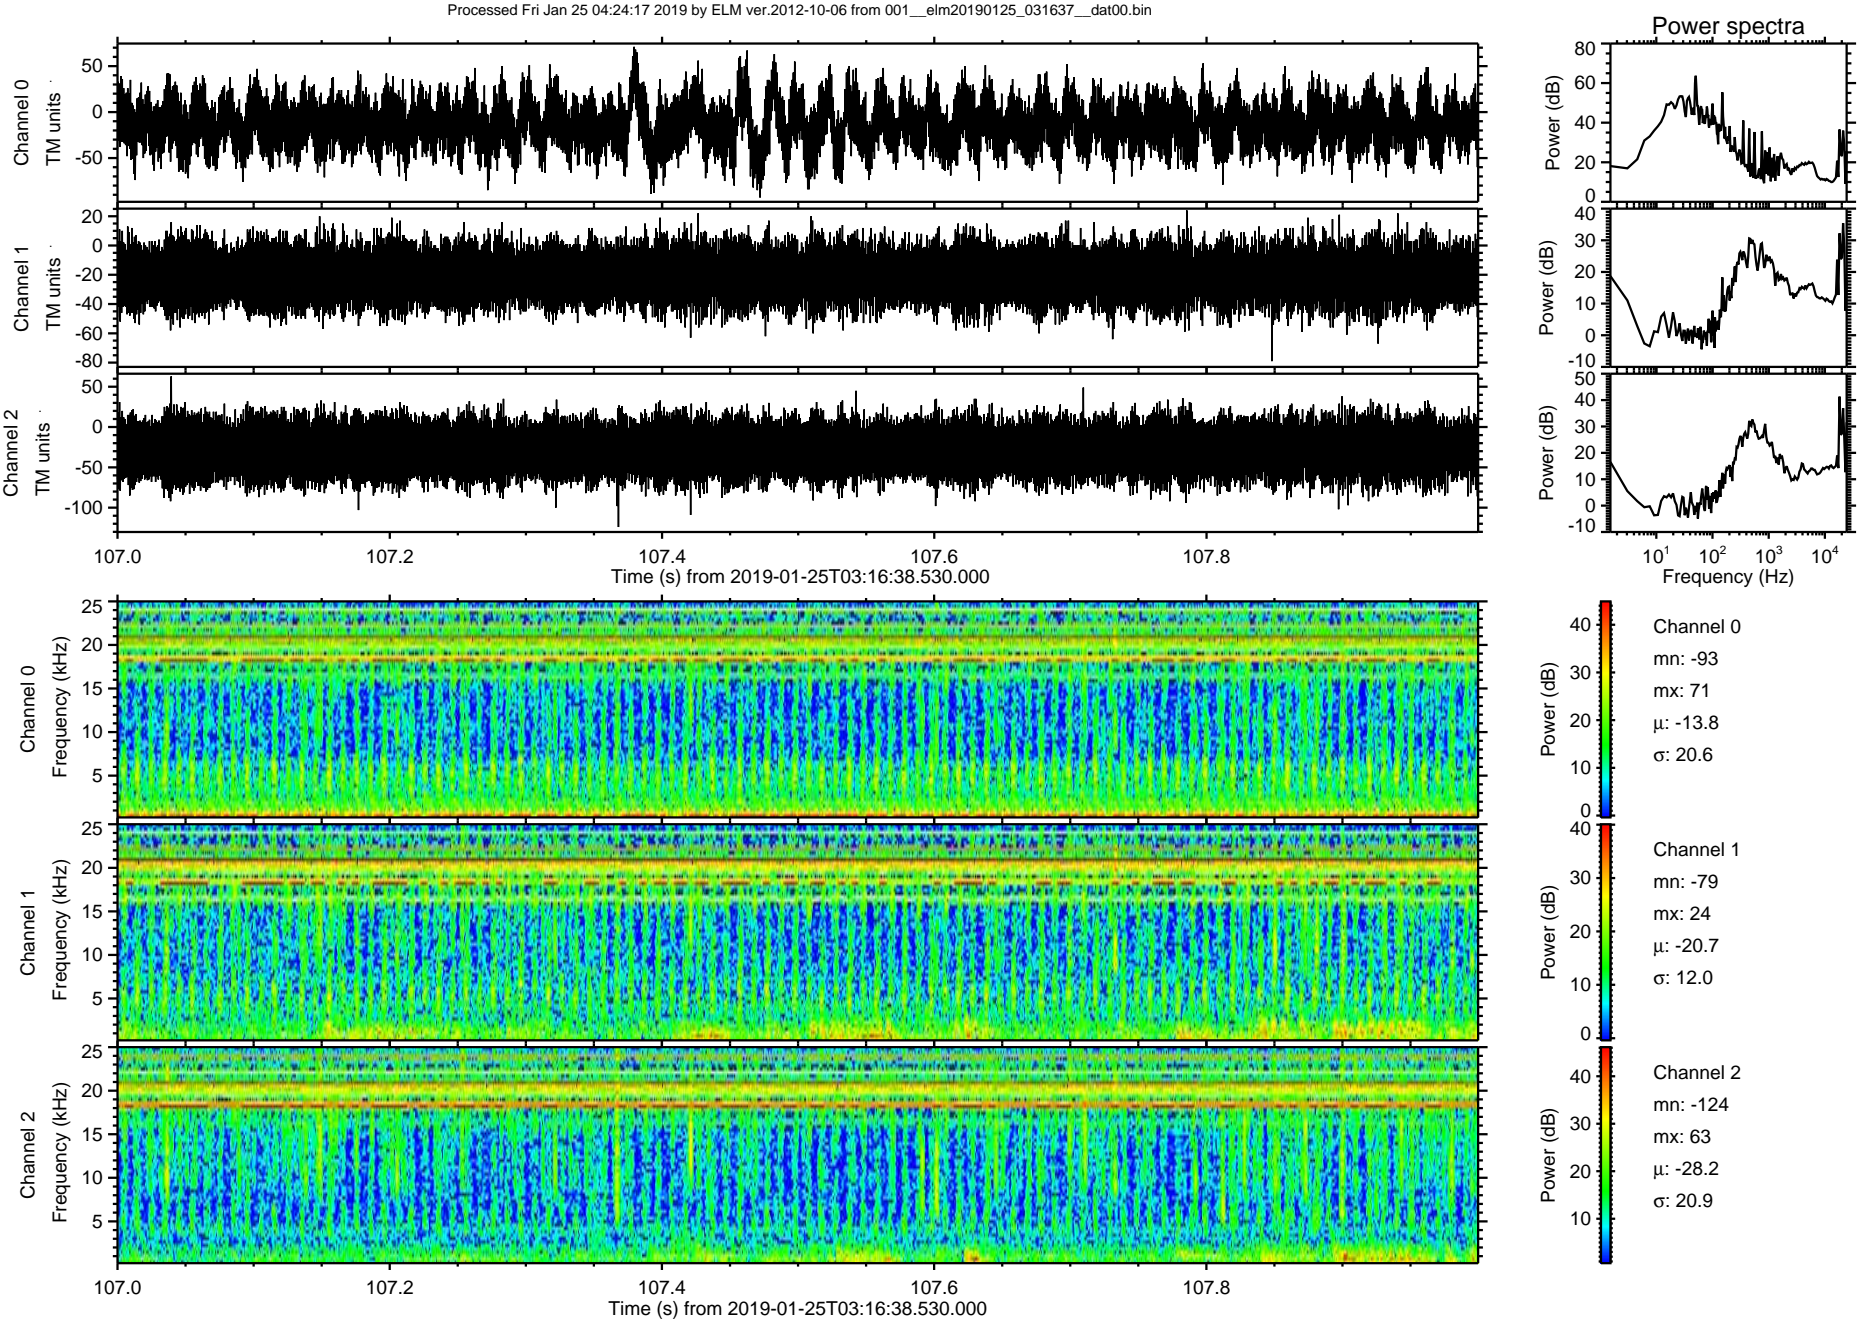 Processed Fri Jan 25 04:24:17 2019 by ELM ver.2012-10-06 from 001__elm20190125_031637__dat00.bin
Power spectra
Channel 0
TM units
50
0
-50
Power (dB)
80
60
40
20
0
Channel 1
TM units
20
0
-20
-40
-60
-80
Power (dB)
40
30
20
10
0
-10
Channel 2
TM units
50
0
-50
-100
Power (dB)
50
40
30
20
10
0
-10
107.0 107.2 107.4 107.6 107.8
Time (s) from 2019-01-25T03:16:38.530.000
10¹ 10² 10³ 10⁴
Frequency (Hz)
Channel 0
Frequency (kHz)
25
20
15
10
5
Power (dB)
40
30
20
10
0
Channel 0
mn: -93
mx: 71
μ: -13.8
σ: 20.6
Channel 1
Frequency (kHz)
25
20
15
10
5
Power (dB)
40
30
20
10
0
Channel 1
mn: -79
mx: 24
μ: -20.7
σ: 12.0
Channel 2
Frequency (kHz)
25
20
15
10
5
Power (dB)
40
30
20
10
Channel 2
mn: -124
mx: 63
μ: -28.2
σ: 20.9
107.0 107.2 107.4 107.6 107.8
Time (s) from 2019-01-25T03:16:38.530.000